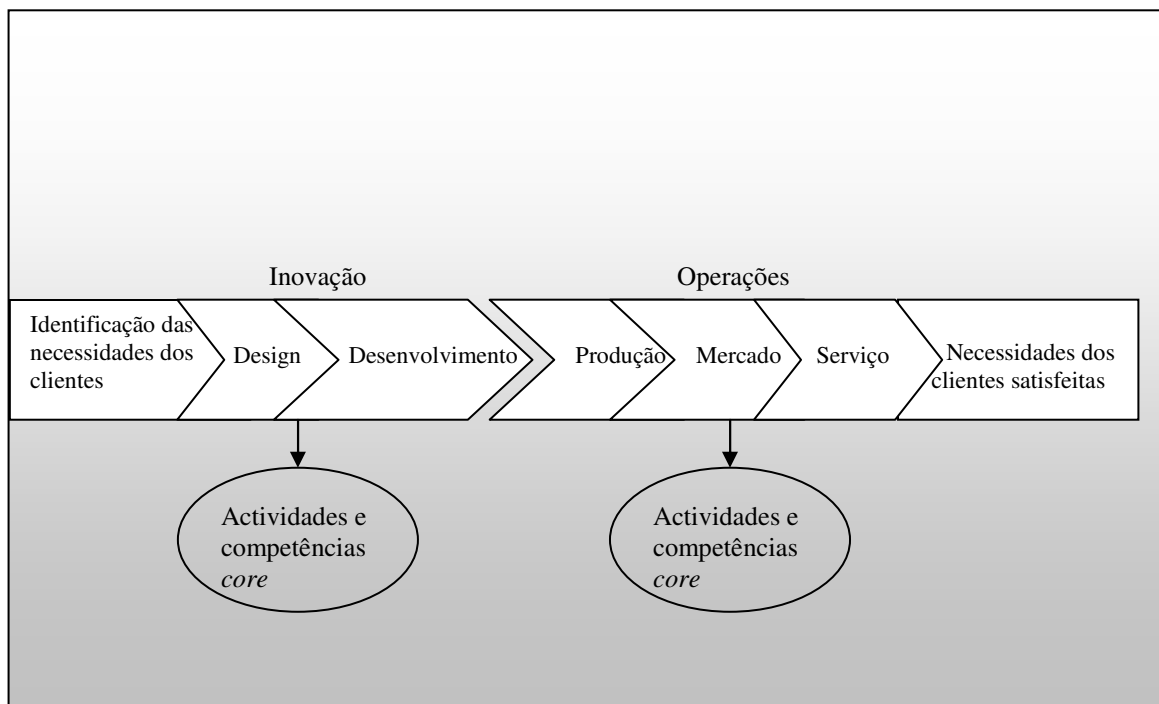 Inovação
Operações
Identificação das
necessidades dos
clientes
Design
Desenvolvimento
Produção
Mercado
Serviço
Necessidades dos
clientes satisfeitas
Actividades e
competências
core
Actividades e
competências
core